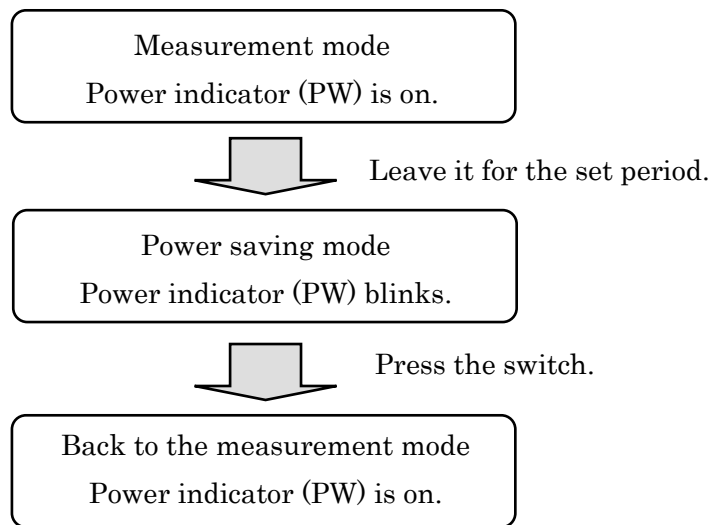 Measurement mode
Power indicator (PW) is on.
Leave it for the set period.
Power saving mode
Power indicator (PW) blinks.
Press the switch.
Back to the measurement mode
Power indicator (PW) is on.